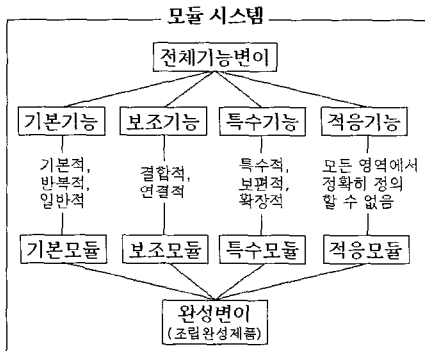 모듈 시스템
전체기능변이
기본기능 보조기능 특수기능 적응기능
기본적, 반복적, 일반적
결합적, 연결적
특수적, 보편적, 확장적
모든 영역에서 정확히 정의 할 수 없음
기본모듈 보조모듈 특수모듈 적응모듈
완성변이
(조립완성제품)